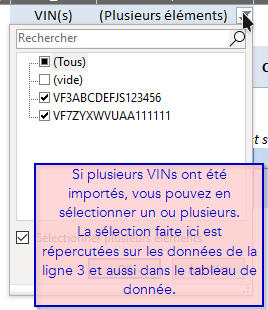 VIN(s) (Plusieurs éléments)
Rechercher
(Tous)
(vide)
VF3ABCDEFJS123456
VF7ZYXWVUAA111111
Si plusieurs VINs ont été
importés, vous pouvez en
sélectionner un ou plusieurs.
La sélection faite ici est
répercutées sur les données de la
ligne 3 et aussi dans le tableau de
donnée.
Sélectionner plusieurs éléments